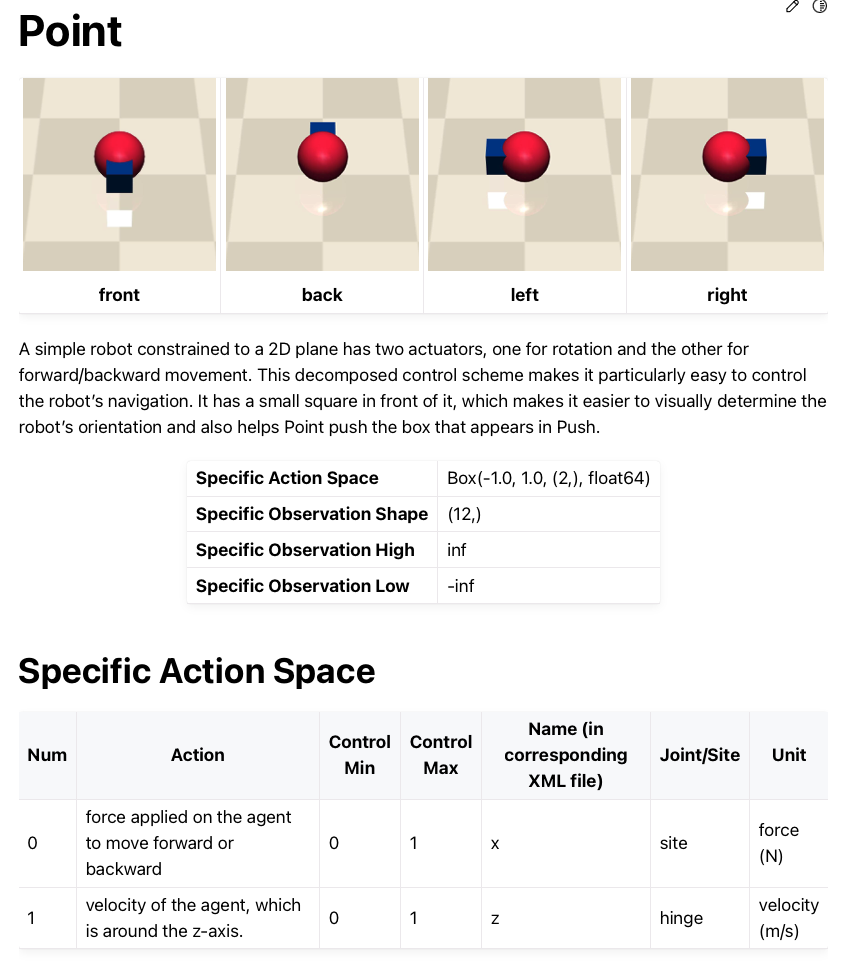 Point
front
back
left
right
A simple robot constrained to a 2D plane has two actuators, one for rotation and the other for
forward/backward movement. This decomposed control scheme makes it particularly easy to control
the robot’s navigation. It has a small square in front of it, which makes it easier to visually determine the
robot’s orientation and also helps Point push the box that appears in Push.
Specific Action Space
Box(-1.0, 1.0, (2,), float64)
Specific Observation Shape
(12,)
Specific Observation High
inf
Specific Observation Low
-inf
Specific Action Space
Num
Action
Control
Min
Control
Max
Name (in
corresponding
XML file)
Joint/Site
Unit
0
force applied on the agent
to move forward or
backward
0
1
x
site
force
(N)
1
velocity of the agent, which
is around the z-axis.
0
1
z
hinge
velocity
(m/s)